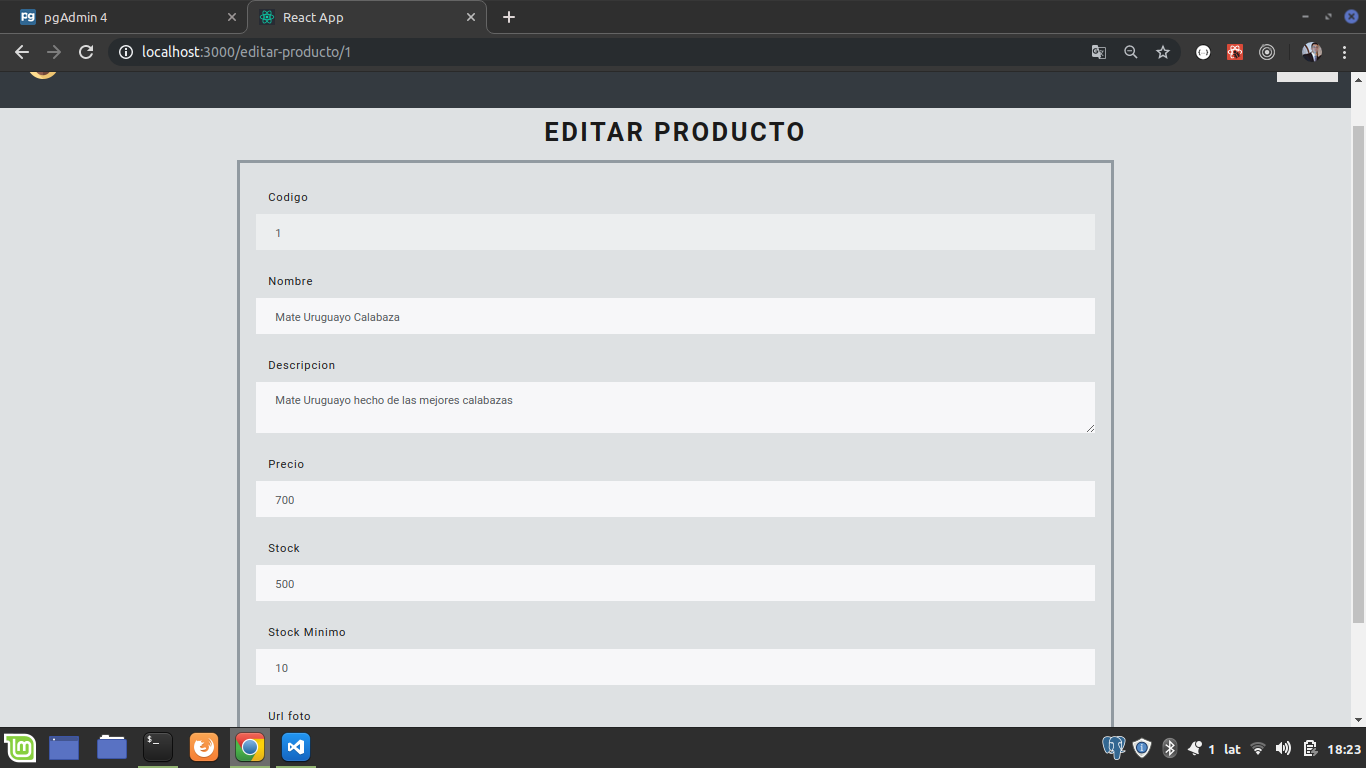 pgAdmin 4
React App
localhost:3000/editar-producto/1
EDITAR PRODUCTO
Codigo
1
Nombre
Mate Uruguayo Calabaza
Descripcion
Mate Uruguayo hecho de las mejores calabazas
Precio
700
Stock
500
Stock Minimo
10
Url foto
1 lat 18:23